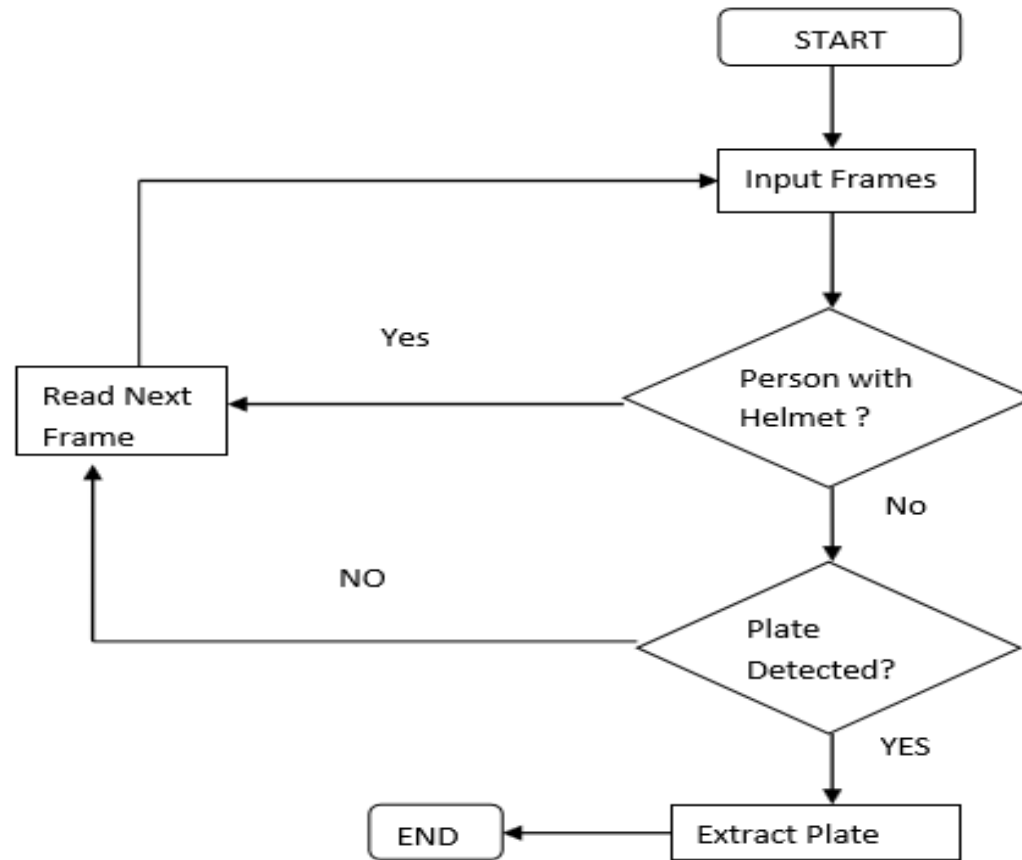 START
Input Frames
Yes
Person with
Helmet ?
Read Next
Frame
No
NO
Plate
Detected?
YES
END
Extract Plate